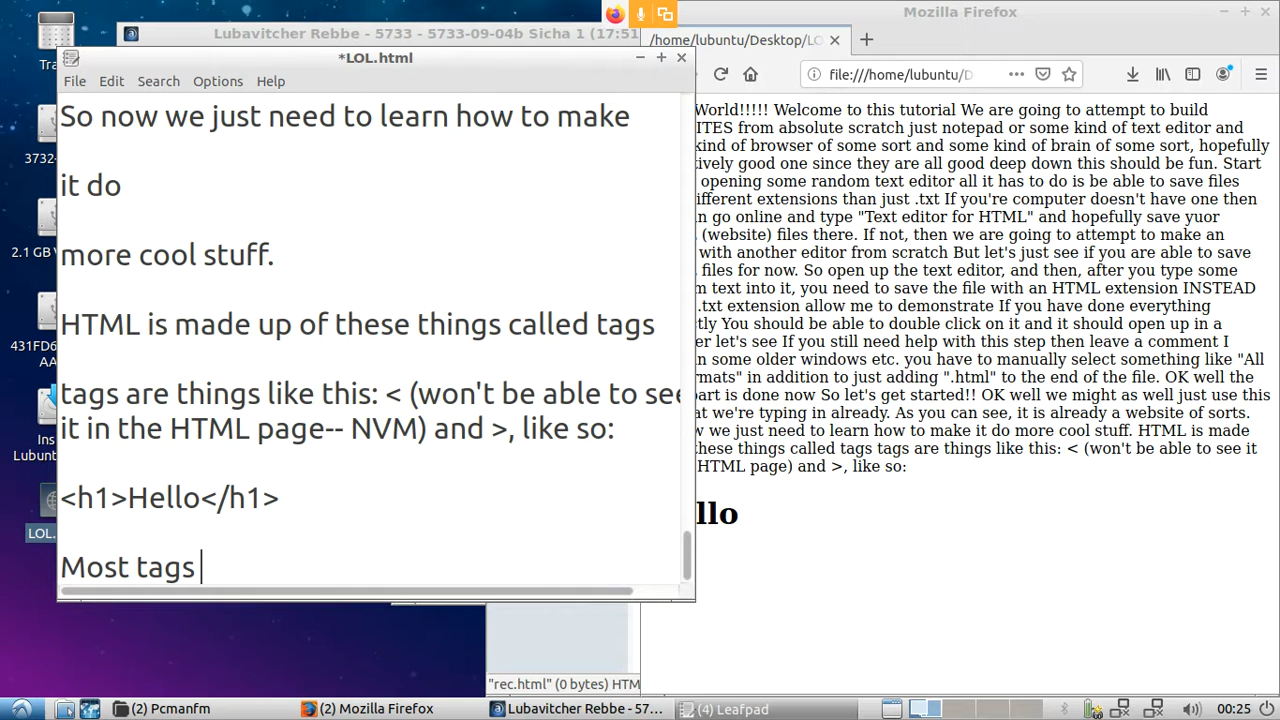 Mozilla Firefox
Lubavitcher Rebbe - 5733 - 5733-09-04b Sicha 1 (17:51
/home/lubuntu/Desktop/LO
*LOL.html
file:///home/lubuntu/D
File Edit Search Options Help
So now we just need to learn how to make
it do
more cool stuff.
HTML is made up of these things called tags
tags are things like this: < (won't be able to see
it in the HTML page-- NVM) and >, like so:
<h1>Hello</h1>
Most tags
World!!!!! Welcome to this tutorial We are going to attempt to build
ITES from absolute scratch just notepad or some kind of text editor and
kind of browser of some sort and some kind of brain of some sort, hopefully
tively good one since they are all good deep down this should be fun. Start
opening some random text editor all it has to do is be able to save files
ifferent extensions than just .txt If you're computer doesn't have one then
n go online and type "Text editor for HTML" and hopefully save yuor
(website) files there. If not, then we are going to attempt to make an
with another editor from scratch But let's just see if you are able to save
files for now. So open up the text editor, and then, after you type some
m text into it, you need to save the file with an HTML extension INSTEAD
.txt extension allow me to demonstrate If you have done everything
ctly You should be able to double click on it and it should open up in a
er let's see If you still need help with this step then leave a comment I
n some older windows etc. you have to manually select something like "All
rmats" in addition to just adding ".html" to the end of the file. OK well the
part is done now So let's get started!! OK well we might as well just use this
at we're typing in already. As you can see, it is already a website of sorts.
w we just need to learn how to make it do more cool stuff. HTML is made
these things called tags tags are things like this: < (won't be able to see it
HTML page) and >, like so:
llo
Tra
3732-
2.1 GB V
431FD6
AA
Ins
Lubuntu
LOL.
"rec.html" (0 bytes) HTM
(2) Pcmanfm
(2) Mozilla Firefox
Lubavitcher Rebbe - 5733 -...
(4) Leafpad
00:25